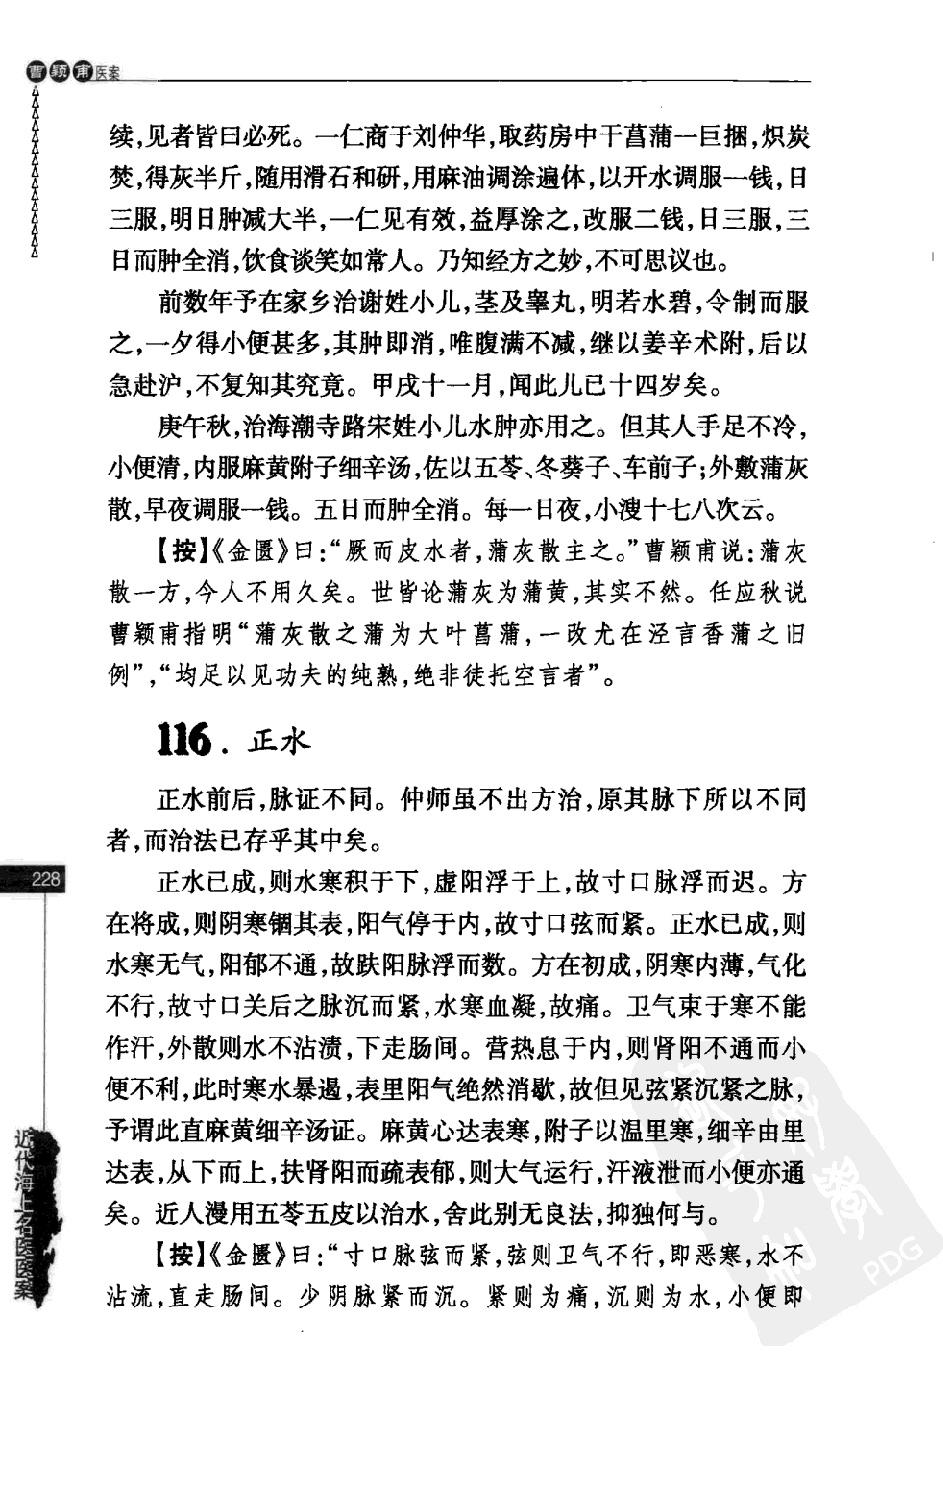 曹颖甫医案
续,见者皆曰必死。一仁商于刘仲华,取药房中干菖蒲一巨捆,炽炭
焚,得灰半斤,随用滑石和研,用麻油调涂遍体,以开水调服一钱,日
三服,明日肿减大半,一仁见有效,益厚涂之,改服二钱,日三服,三
日而肿全消,饮食谈笑如常人。乃知经方之妙,不可思议也。
前数年予在家乡治谢姓小儿,茎及睾丸,明若水碧,令制而服
之,一夕得小便甚多,其肿即消,唯腹满不减,继以姜辛术附,后以
急赴沪,不复知其究竟。甲戌十一月,闻此儿已十四岁矣。
庚午秋,治海潮寺路宋姓小儿水肿亦用之。但其人手足不冷,
小便清,内服麻黄附子细辛汤,佐以五苓、冬葵子、车前子;外敷蒲灰
散,早夜调服一钱。五日而肿全消。每一日夜,小溲十七八次云。
【按】《金匮》曰:“厥而皮水者,蒲灰散主之。”曹颖甫说:蒲灰
散一方,今人不用久矣。世皆论蒲灰为蒲黄,其实不然。任应秋说
曹颖甫指明“蒲灰散之蒲为大叶菖蒲,一改尤在泾言香蒲之旧
例”,“均足以见功夫的纯熟,绝非徒托空言者”。
116. 正水
正水前后,脉证不同。仲师虽不出方治,原其脉下所以不同
者,而治法已存乎其中矣。
正水已成,则水寒积于下,虚阳浮于上,故寸口脉浮而迟。方
在将成,则阴寒锢其表,阳气停于内,故寸口弦而紧。正水已成,则
水寒无气,阳郁不通,故趺阳脉浮而数。方在初成,阴寒内薄,气化
不行,故寸口关后之脉沉而紧,水寒血凝,故痛。卫气束于寒不能
作汗,外散则水不沾渍,下走肠间。营热息于内,则肾阳不通而小
便不利,此时寒水暴遏,表里阳气绝然消歇,故但见弦紧沉紧之脉,
予谓此直麻黄细辛汤证。麻黄心达表寒,附子以温里寒,细辛由里
达表,从下而上,扶肾阳而疏表郁,则大气运行,汗液泄而小便亦通
矣。近人漫用五苓五皮以治水,舍此别无良法,抑独何与。
【按】《金匮》曰:“寸口脉弦而紧,弦则卫气不行,即恶寒,水不
沾流,直走肠间。少阴脉紧而沉。紧则为痛,沉则为水,小便即
228
近代海上名医医案
PDG